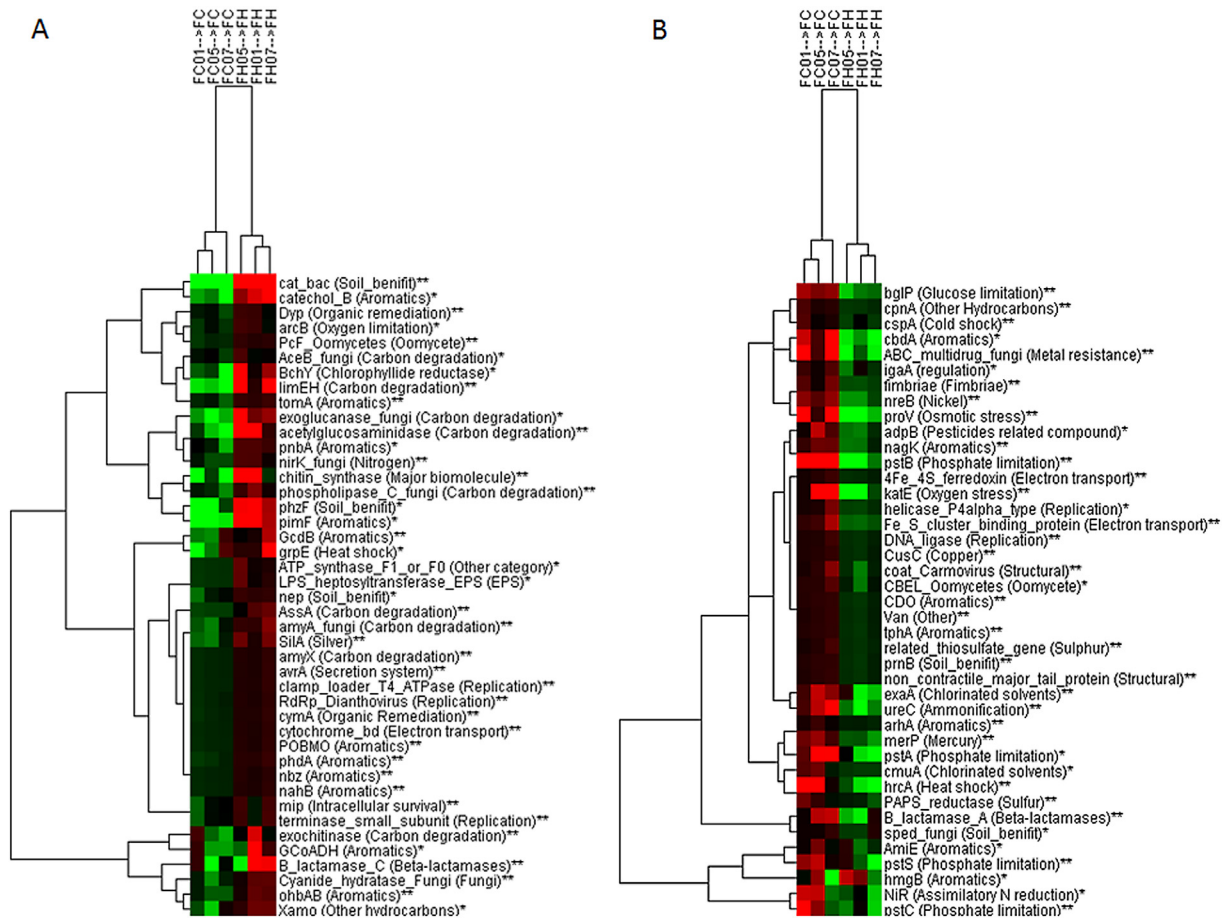 A
FC01-->FC
FC05-->FC
FC07-->FC
FH05-->FH
FH01-->FH
FH07-->FH
cat_bac (Soil_benifit)**
catechol_B (Aromatics)*
Dyp (Organic remediation)**
arcB (Oxygen limitation)*
PcF_Oomycetes (Oomycete)**
AceB_fungi (Carbon degradation)*
BchY (Chlorophyllide reductase)*
limEH (Carbon degradation)**
tomA (Aromatics)**
exoglucanase_fungi (Carbon degradation)*
acetylglucosaminidase (Carbon degradation)**
pnbA (Aromatics)*
nirK_fungi (Nitrogen)**
chitin_synthase (Major biomolecule)**
phospholipase_C_fungi (Carbon degradation)**
phzF (Soil_benifit)*
pimF (Aromatics)*
GcdB (Aromatics)**
grpE (Heat shock)*
ATP_synthase_F1_or_F0 (Other category)*
LPS_heptosyltransferase_EPS (EPS)*
nep (Soil_benifit)*
AssA (Carbon degradation)**
amyA_fungi (Carbon degradation)**
SilA (Silver)**
amyX (Carbon degradation)**
avrA (Secretion system)**
clamp_loader_T4_ATPase (Replication)**
RdRp_Dianthovirus (Replication)**
cymA (Organic Remediation)**
cytochrome_bd (Electron transport)**
POBMO (Aromatics)**
phdA (Aromatics)**
nbz (Aromatics)**
nahB (Aromatics)**
mip (Intracellular survival)**
terminase_small_subunit (Replication)**
exochitinase (Carbon degradation)**
GCoADH (Aromatics)*
B_lactamase_C (Beta-lactamases)**
Cyanide_hydratase_Fungi (Fungi)**
ohbAB (Aromatics)**
Xamo (Other hydrocarbons)*
B
FC01-->FC
FC05-->FC
FC07-->FC
FH05-->FH
FH01-->FH
FH07-->FH
bglP (Glucose limitation)**
cpnA (Other Hydrocarbons)**
cspA (Cold shock)**
cbdA (Aromatics)*
ABC_multidrug_fungi (Metal resistance)**
igaA (regulation)*
fimbriae (Fimbriae)**
nreB (Nickel)**
proV (Osmotic stress)**
adpB (Pesticides related compound)*
nagK (Aromatics)**
pstB (Phosphate limitation)**
4Fe_4S_ferredoxin (Electron transport)**
katE (Oxygen stress)**
helicase_P4alpha_type (Replication)*
Fe_S_cluster_binding_protein (Electron transport)**
DNA_ligase (Replication)**
CusC (Copper)**
coat_Carmovirus (Structural)**
CBEL_Oomycetes (Oomycete)*
CDO (Aromatics)**
Van (Other)**
tphA (Aromatics)**
related_thiosulfate_gene (Sulphur)**
prnB (Soil_benifit)**
non_contractile_major_tail_protein (Structural)**
exaA (Chlorinated solvents)**
ureC (Ammonification)**
arhA (Aromatics)**
merP (Mercury)**
pstA (Phosphate limitation)*
cmuA (Chlorinated solvents)*
hrcA (Heat shock)**
PAPS_reductase (Sulfur)**
B_lactamase_A (Beta-lactamases)**
sped_fungi (Soil_benifit)*
AmiE (Aromatics)*
pstS (Phosphate limitation)**
hmgB (Aromatics)*
NiR (Assimilatory N reduction)*
pstC (Phosphate limitation)**